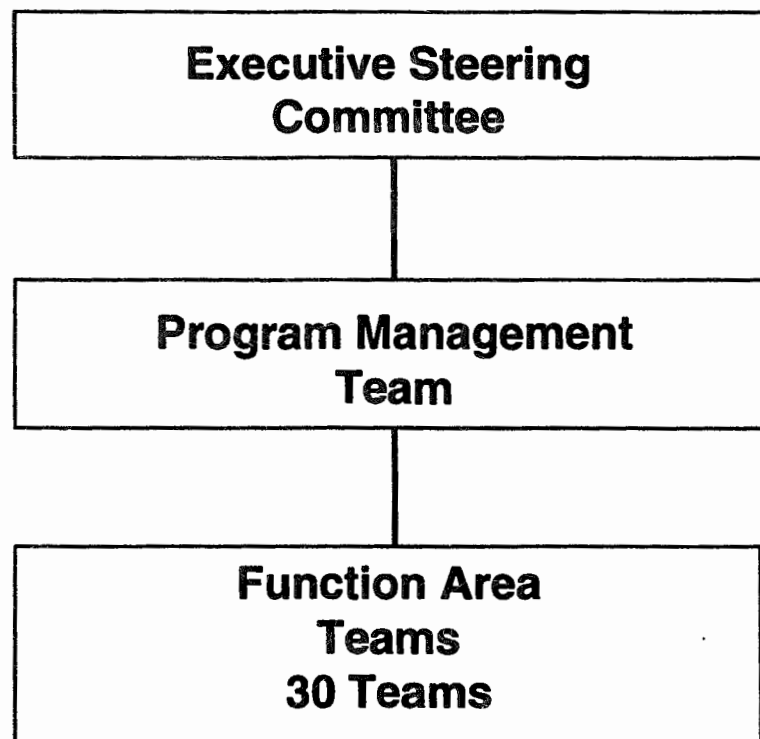 Executive Steering
Committee
Program Management
Team
Function Area
Teams
30 Teams